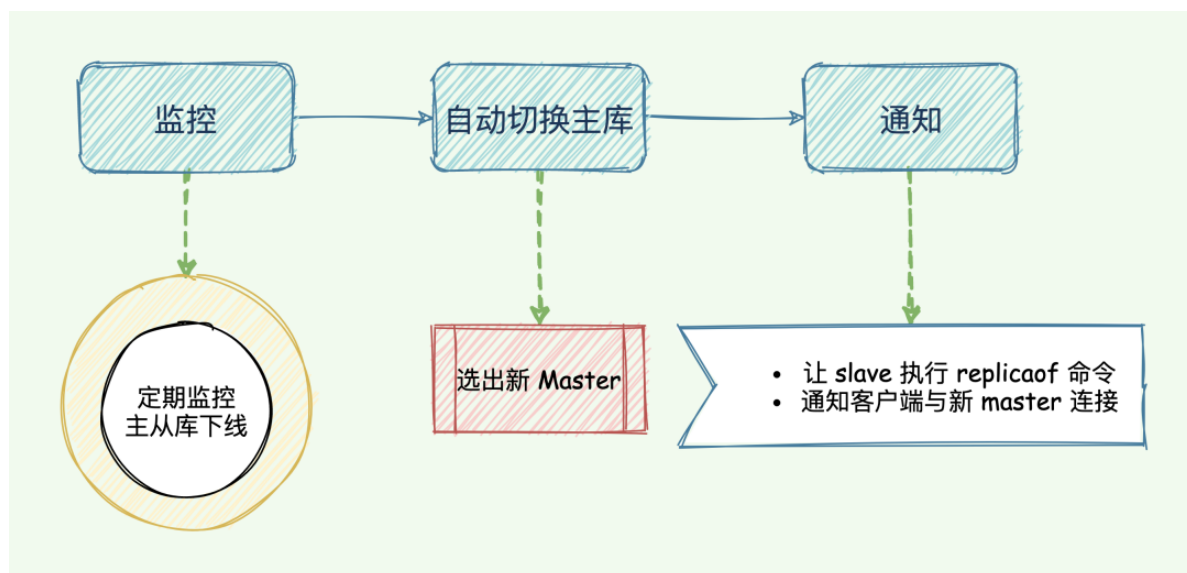 监控
自动切换主库
通知
定期监控
主从库下线
选出新 Master
• 让 slave 执行 replicaof 命令
• 通知客户端与新 master 连接